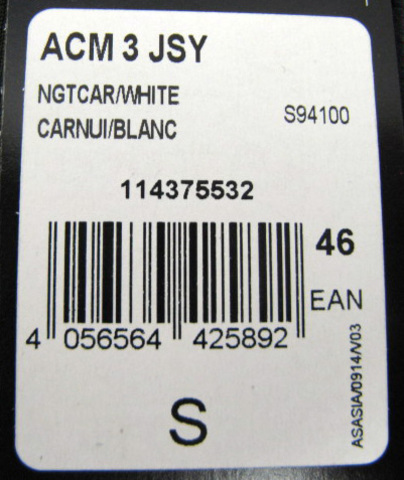 ACM 3 JSY
NGTCAR/WHITE
CARNUI/BLANC
S94100
114375532
46
EAN
4 056564 425892
S
ASASIA/0914/V03